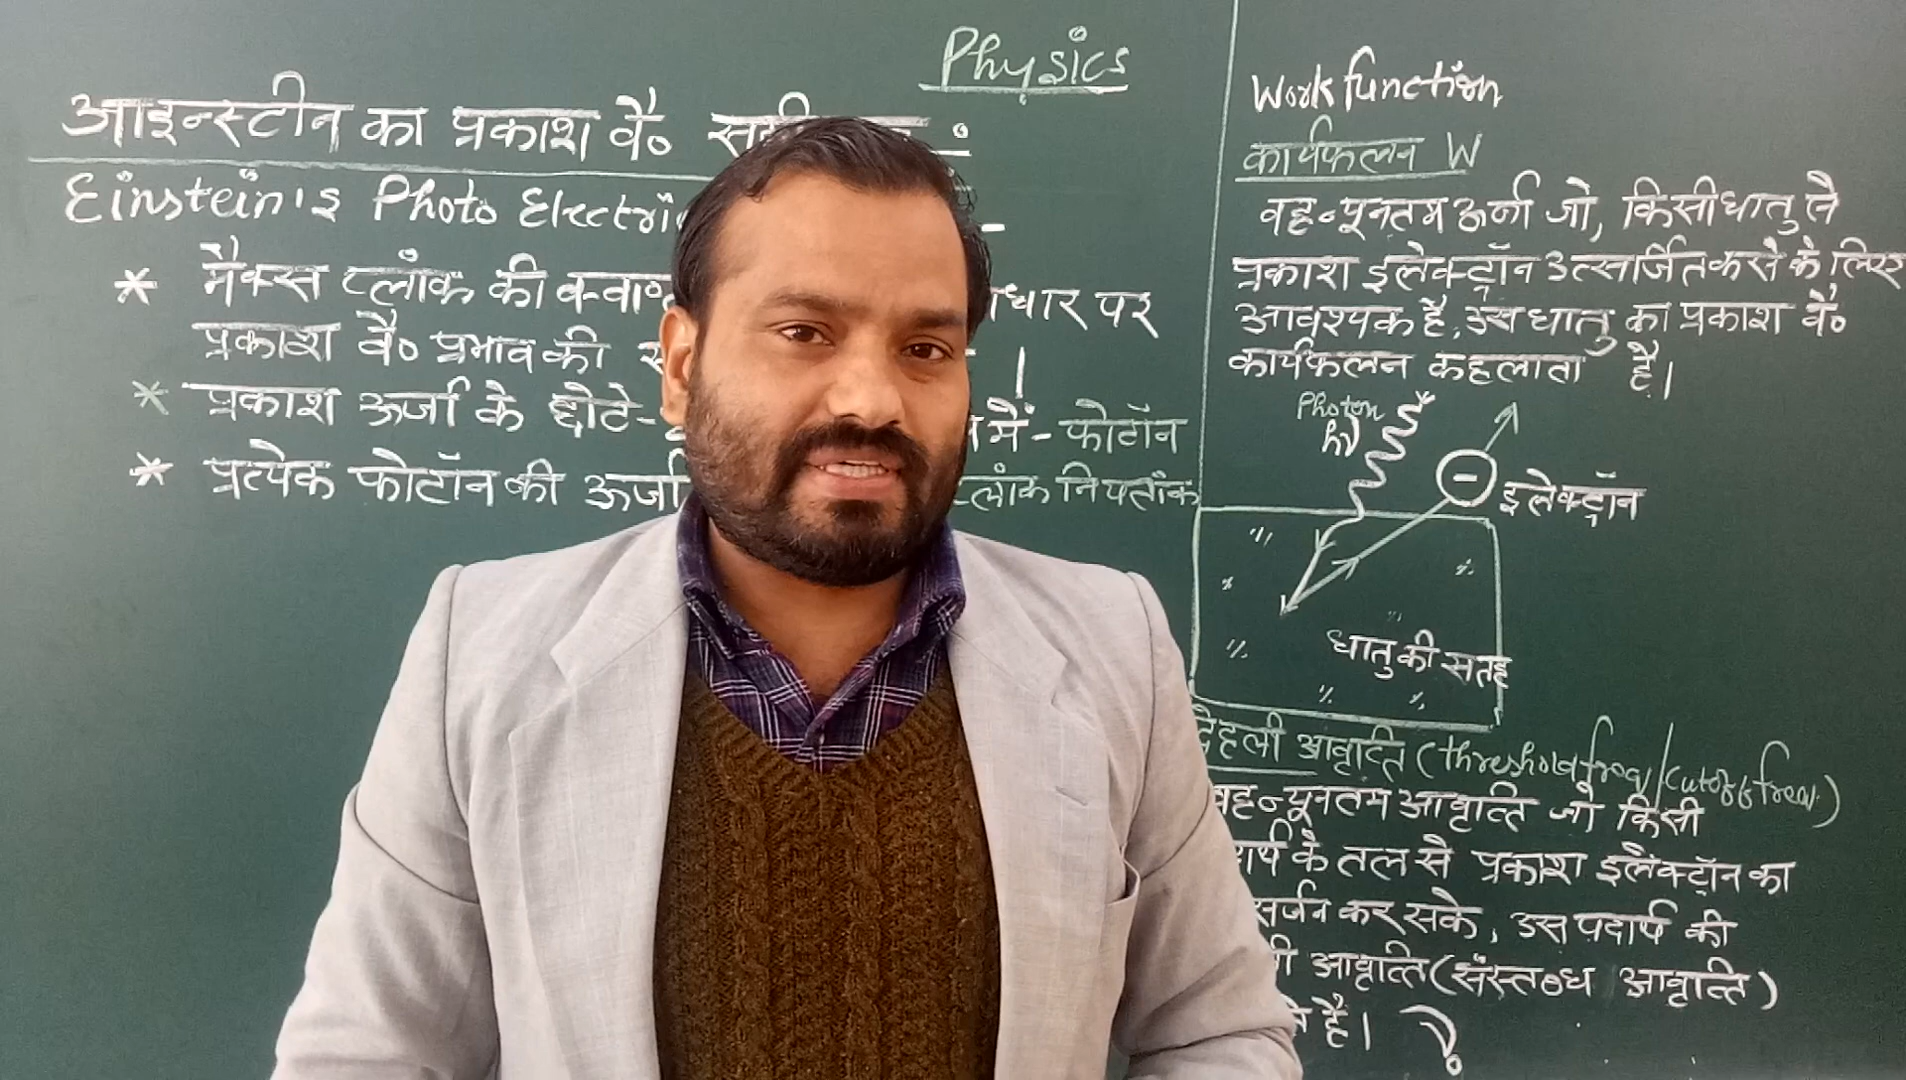 Physics
आइन्स्टीन का प्रकाश वै०
Einstein's Photo Electric
* मैक्स प्लांक की क्वा धार पर
प्रकाश वै० प्रभाव की ।
* प्रकाश ऊर्जा के छोटे- में - फोटॉन
* प्रत्येक फोटॉन की ऊर्जा प्लांक नियतांक
Work function
कार्यफलन W
वह न्यूनतम ऊर्जा जो, किसी धातु से
प्रकाश इलेक्ट्रॉन उत्सर्जित करने के लिए
आवश्यक है, उस धातु का प्रकाश वै०
कार्यफलन कहलाता है।
Photon
hν
इलेक्ट्रॉन
धातु की सतह
देहली आवृत्ति (threshold freq/cutoff freq.)
वह न्यूनतम आवृत्ति जो किसी
पदार्थ के तल से प्रकाश इलेक्ट्रॉन का
त्सर्जन कर सके, उस पदार्थ की
ली आवृत्ति (संस्तब्ध आवृत्ति)
ते है।